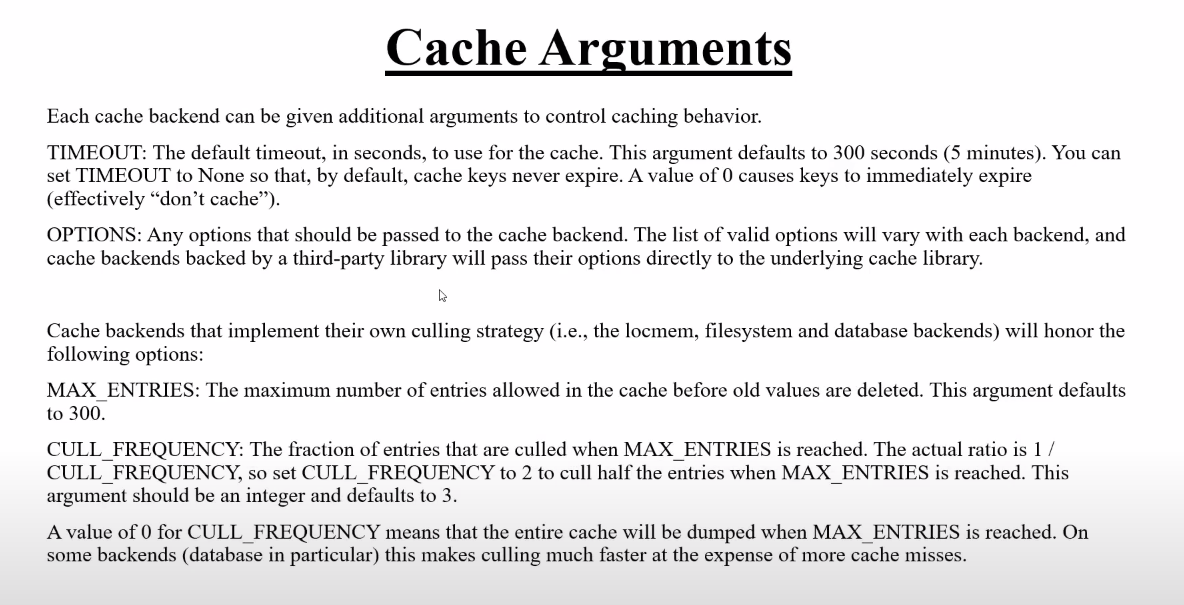 Cache Arguments
Each cache backend can be given additional arguments to control caching behavior.
TIMEOUT: The default timeout, in seconds, to use for the cache. This argument defaults to 300 seconds (5 minutes). You can
set TIMEOUT to None so that, by default, cache keys never expire. A value of 0 causes keys to immediately expire
(effectively “don’t cache”).
OPTIONS: Any options that should be passed to the cache backend. The list of valid options will vary with each backend, and
cache backends backed by a third-party library will pass their options directly to the underlying cache library.
Cache backends that implement their own culling strategy (i.e., the locmem, filesystem and database backends) will honor the
following options:
MAX_ENTRIES: The maximum number of entries allowed in the cache before old values are deleted. This argument defaults
to 300.
CULL_FREQUENCY: The fraction of entries that are culled when MAX_ENTRIES is reached. The actual ratio is 1 /
CULL_FREQUENCY, so set CULL_FREQUENCY to 2 to cull half the entries when MAX_ENTRIES is reached. This
argument should be an integer and defaults to 3.
A value of 0 for CULL_FREQUENCY means that the entire cache will be dumped when MAX_ENTRIES is reached. On
some backends (database in particular) this makes culling much faster at the expense of more cache misses.